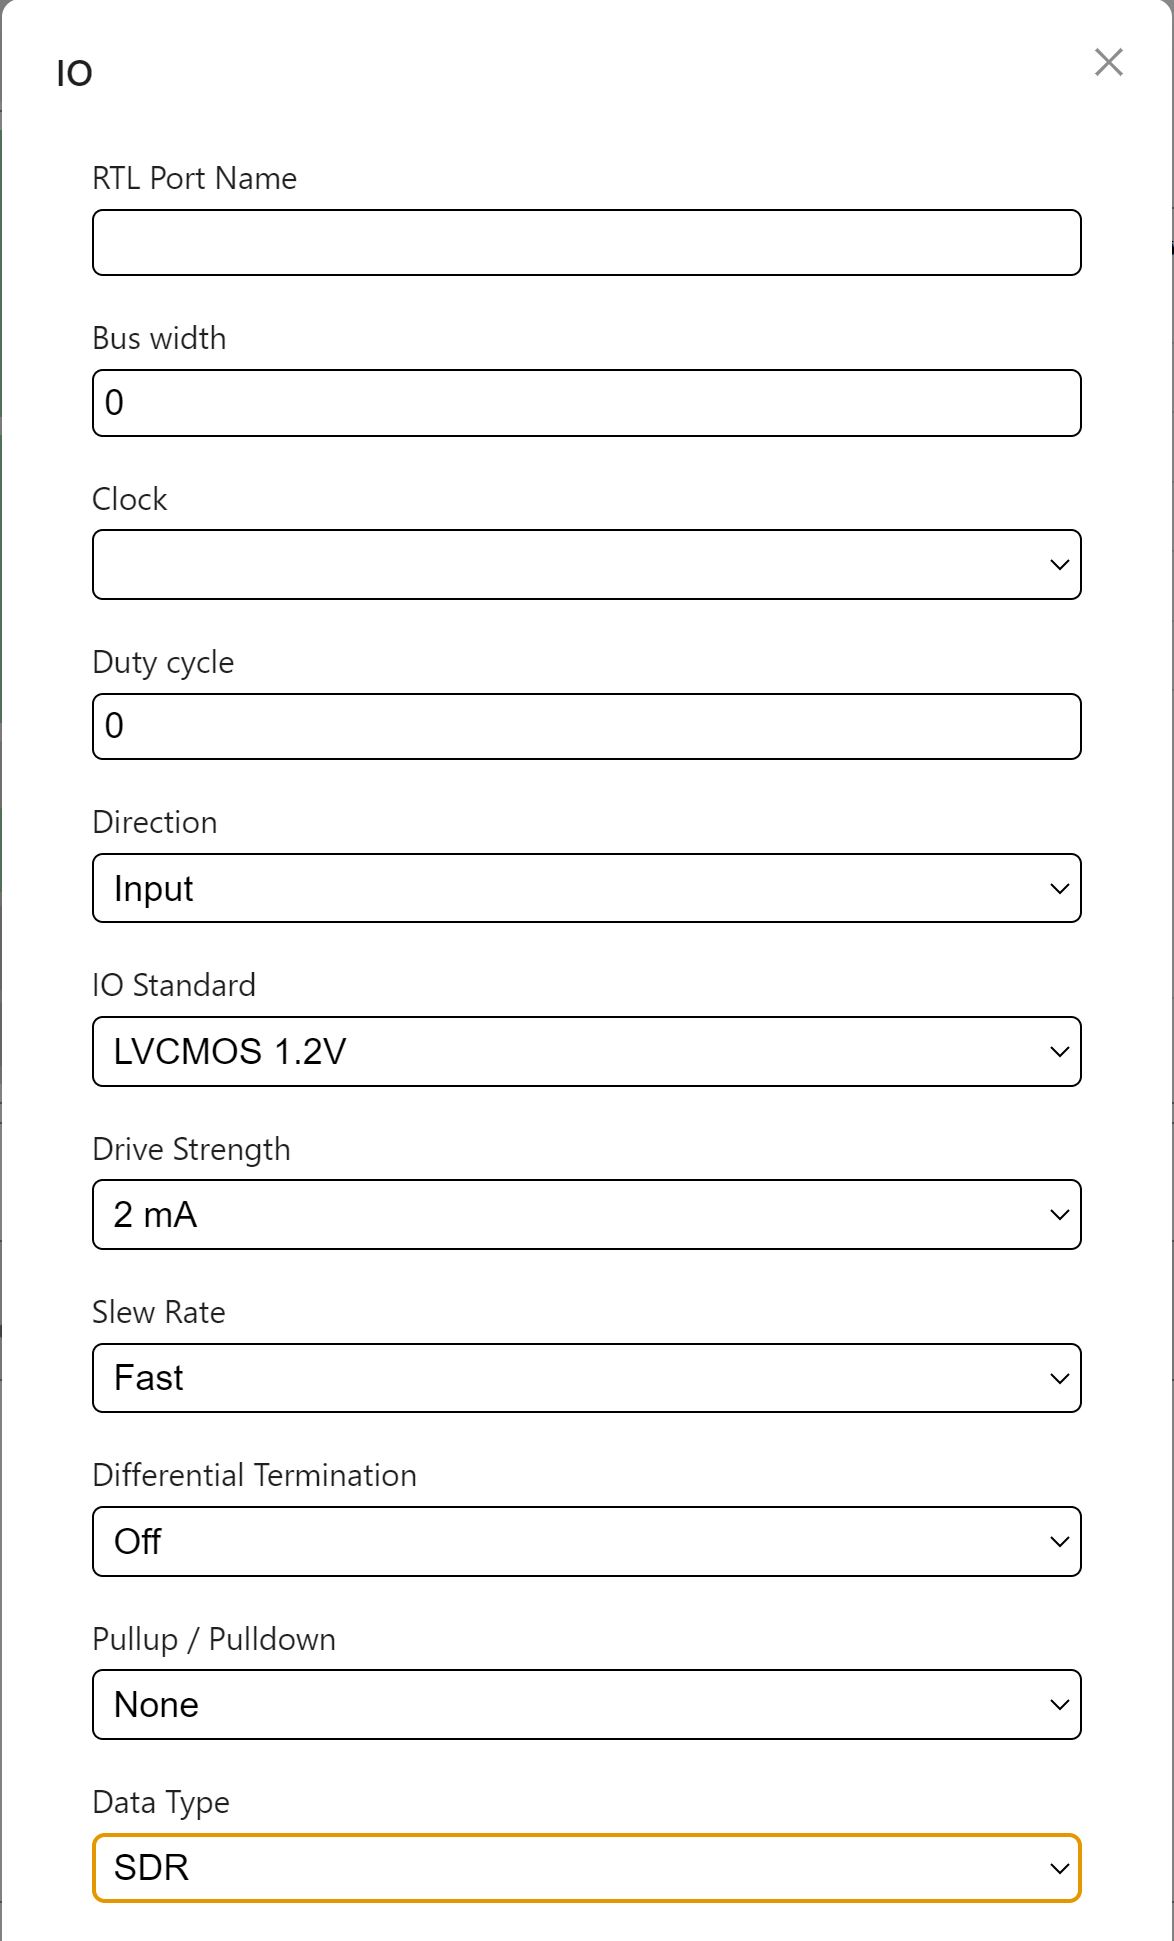 IO
RTL Port Name
Bus width
0
Clock
Duty cycle
0
Direction
Input
IO Standard
LVCMOS 1.2V
Drive Strength
2 mA
Slew Rate
Fast
Differential Termination
Off
Pullup / Pulldown
None
Data Type
SDR